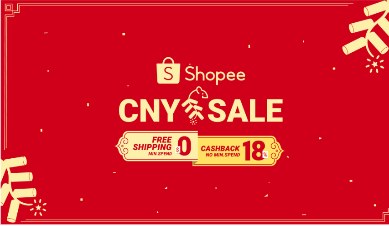 Shopee
CNY SALE
FREE SHIPPING
MIN SPEND
$0
CASHBACK
NO MIN.SPEND
18%